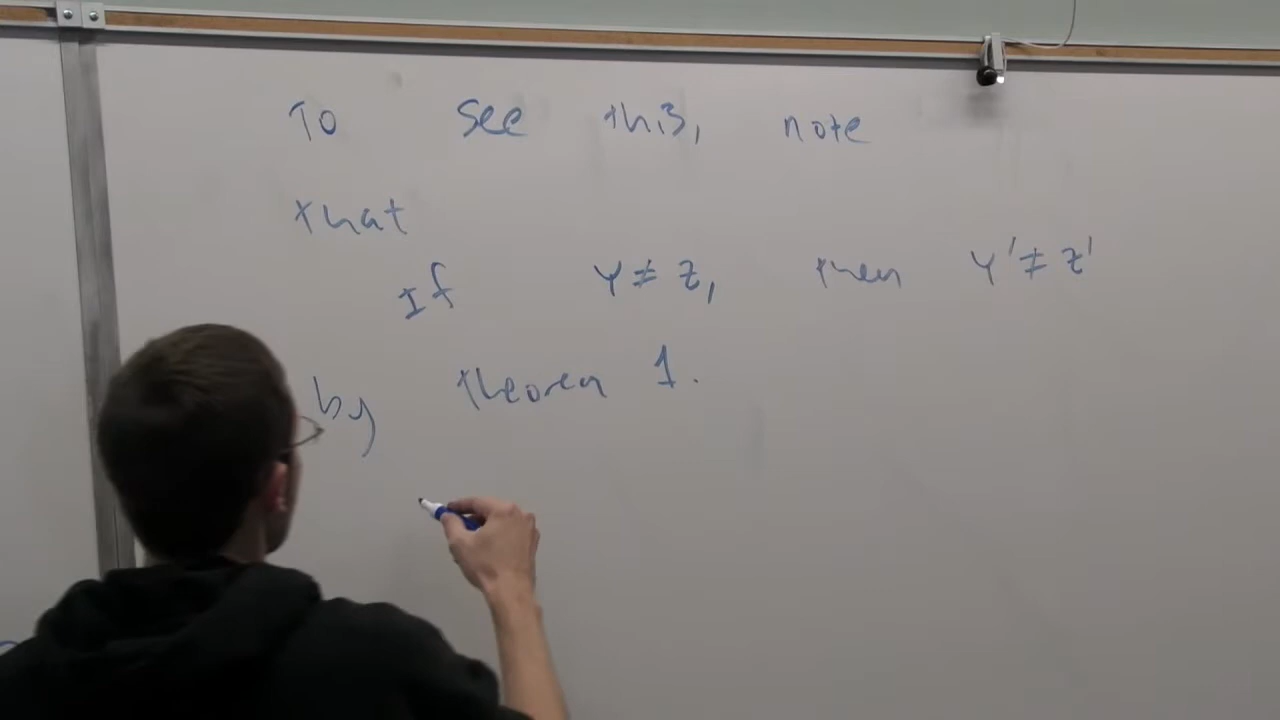 To see this, note
that
If Y ≠ z, then Y' ≠ z'
by theorem 1.